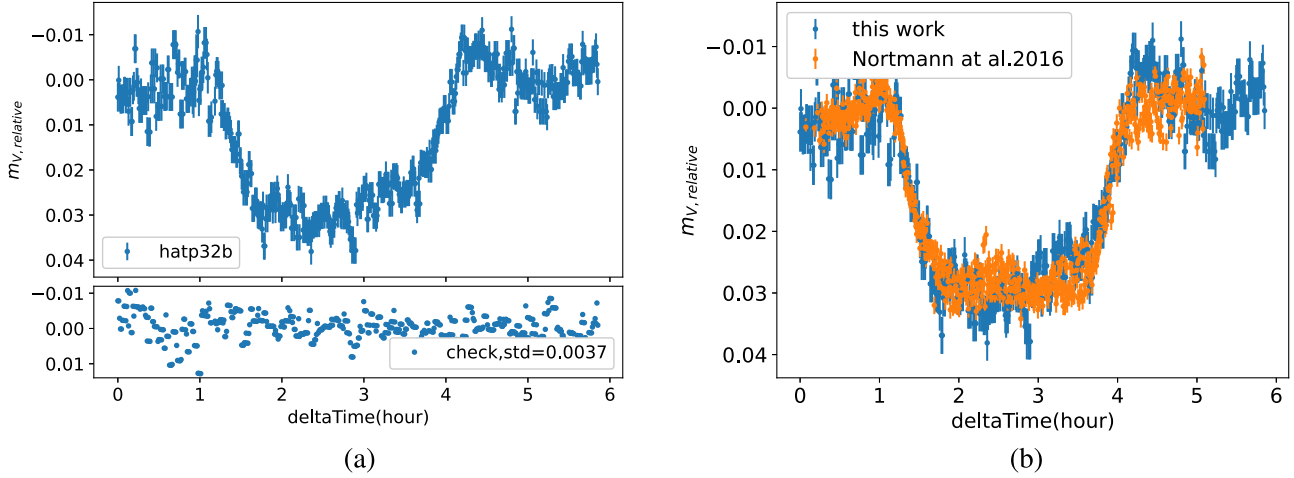 −0.01
0.00
0.01
0.02
0.03
0.04
m_{V,relative}
hatp32b
−0.01
0.00
0.01
check,std=0.0037
0 1 2 3 4 5 6
deltaTime(hour)
(a)
this work
Nortmann at al.2016
−0.01
0.00
0.01
0.02
0.03
0.04
m_{V,relative}
0 1 2 3 4 5 6
deltaTime(hour)
(b)